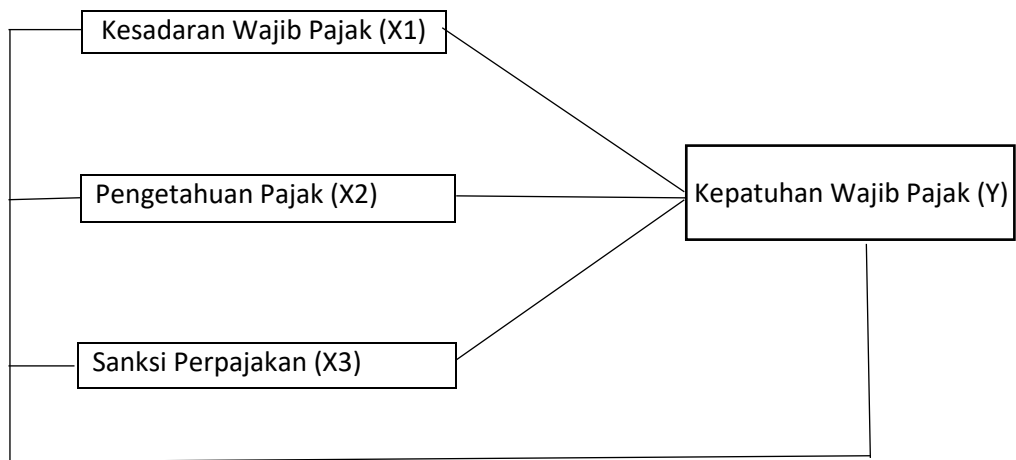 Kesadaran Wajib Pajak (X1)
Pengetahuan Pajak (X2)
Kepatuhan Wajib Pajak (Y)
Sanksi Perpajakan (X3)